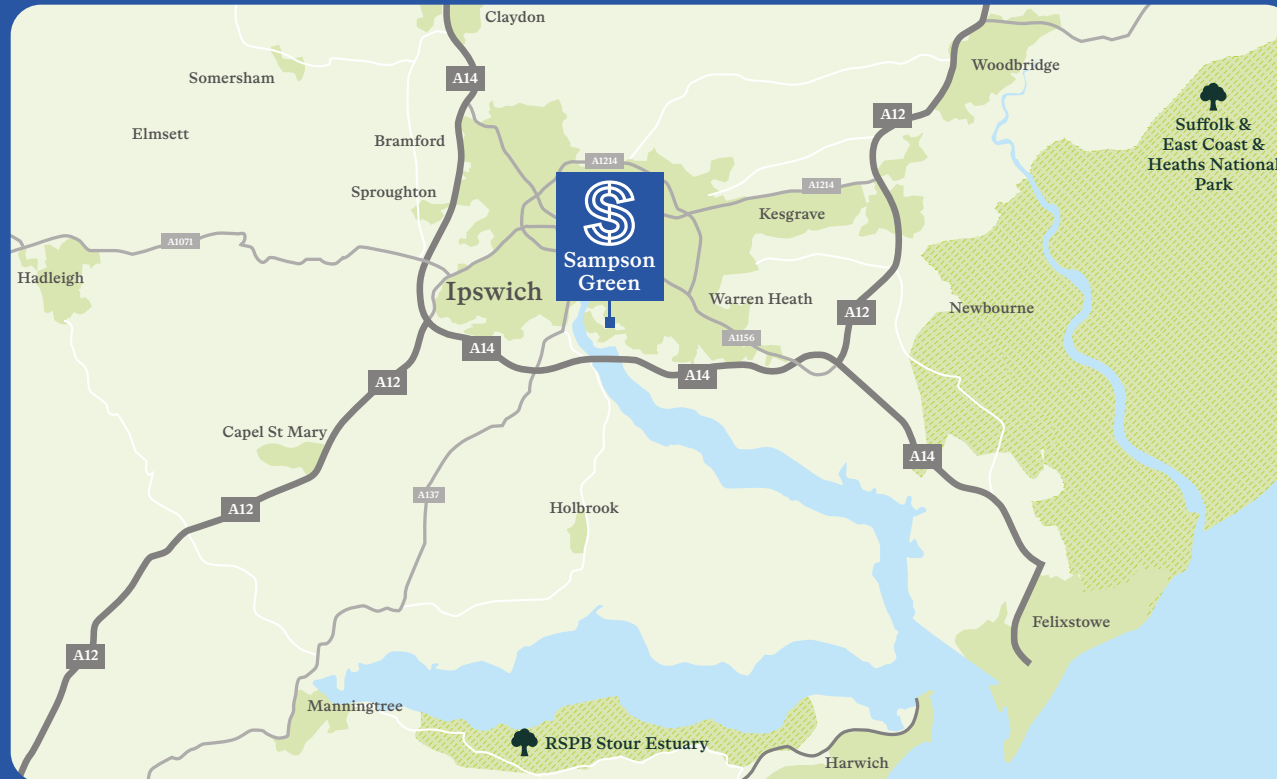 Claydon
Somersham
A14
Woodbridge
A12
Elmsett
Bramford
Suffolk &
East Coast &
Heaths National
Park
A1214
Sproughton
A1214
Kesgrave
A1071
Hadleigh
Sampson
Green
Ipswich
Warren Heath
A12
Newbourne
A14
A1156
A12
A14
Capel St Mary
A14
A12
A137
Holbrook
Felixstowe
A12
Manningtree
RSPB Stour Estuary
Harwich